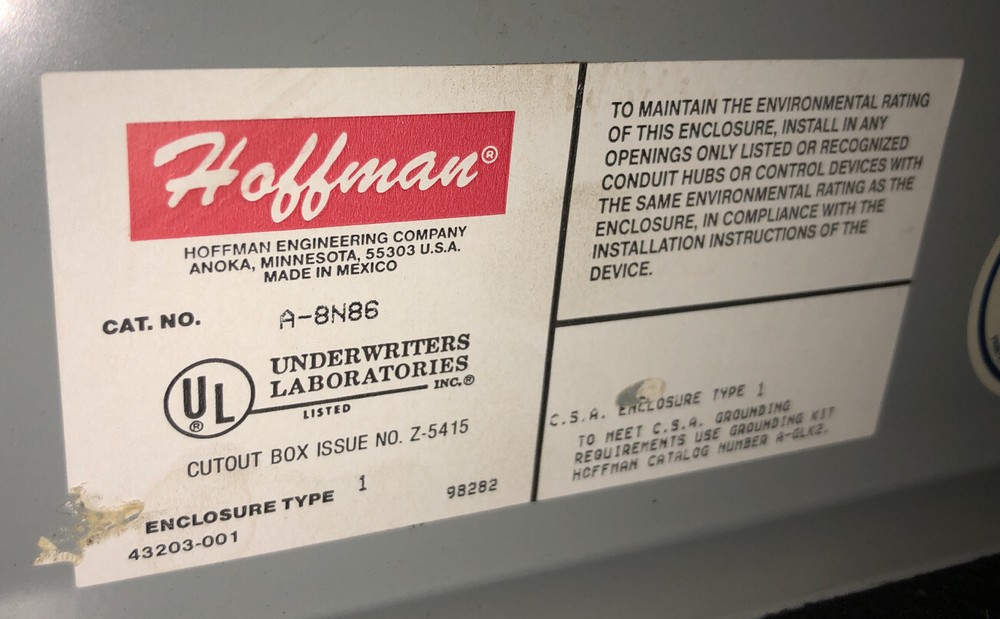 Hoffman®
HOFFMAN ENGINEERING COMPANY
ANOKA, MINNESOTA, 55303 U.S.A.
MADE IN MEXICO
CAT. NO. A-8N86
UL®
UNDERWRITERS
LABORATORIES
INC.®
LISTED
CUTOUT BOX ISSUE NO. Z-5415
ENCLOSURE TYPE 1 98282
43203-001
TO MAINTAIN THE ENVIRONMENTAL RATING
OF THIS ENCLOSURE, INSTALL IN ANY
OPENINGS ONLY LISTED OR RECOGNIZED
CONDUIT HUBS OR CONTROL DEVICES WITH
THE SAME ENVIRONMENTAL RATING AS THE
ENCLOSURE, IN COMPLIANCE WITH THE
INSTALLATION INSTRUCTIONS OF THE
DEVICE.
C.S.A. ENCLOSURE TYPE 1
TO MEET C.S.A. GROUNDING
REQUIREMENTS USE GROUNDING KIT
HOFFMAN CATALOG NUMBER A-GLK2.